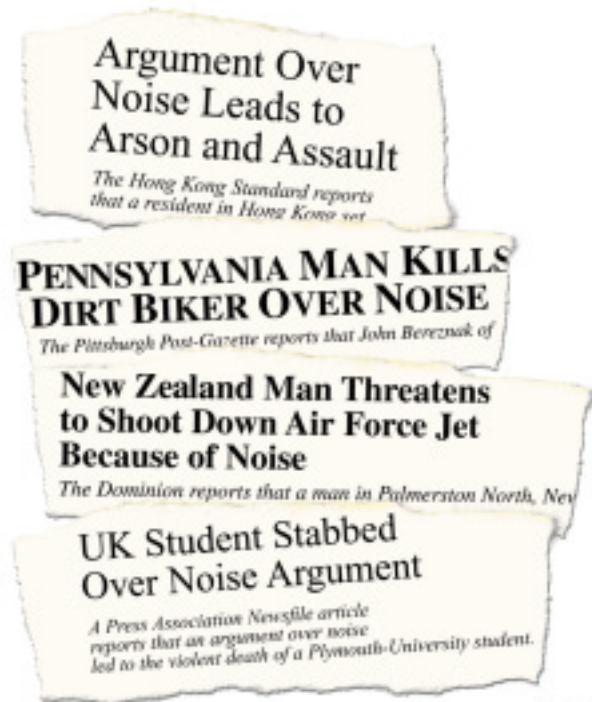 Argument Over
Noise Leads to
Arson and Assault
The Hong Kong Standard reports
that a resident in Hong Kong set
PENNSYLVANIA MAN KILLS
DIRT BIKER OVER NOISE
The Pittsburgh Post-Gazette reports that John Bereznak of
New Zealand Man Threatens
to Shoot Down Air Force Jet
Because of Noise
The Dominion reports that a man in Palmerston North, New
UK Student Stabbed
Over Noise Argument
A Press Association Newsfile article
reports that an argument over noise
led to the violent death of a Plymouth-University student.